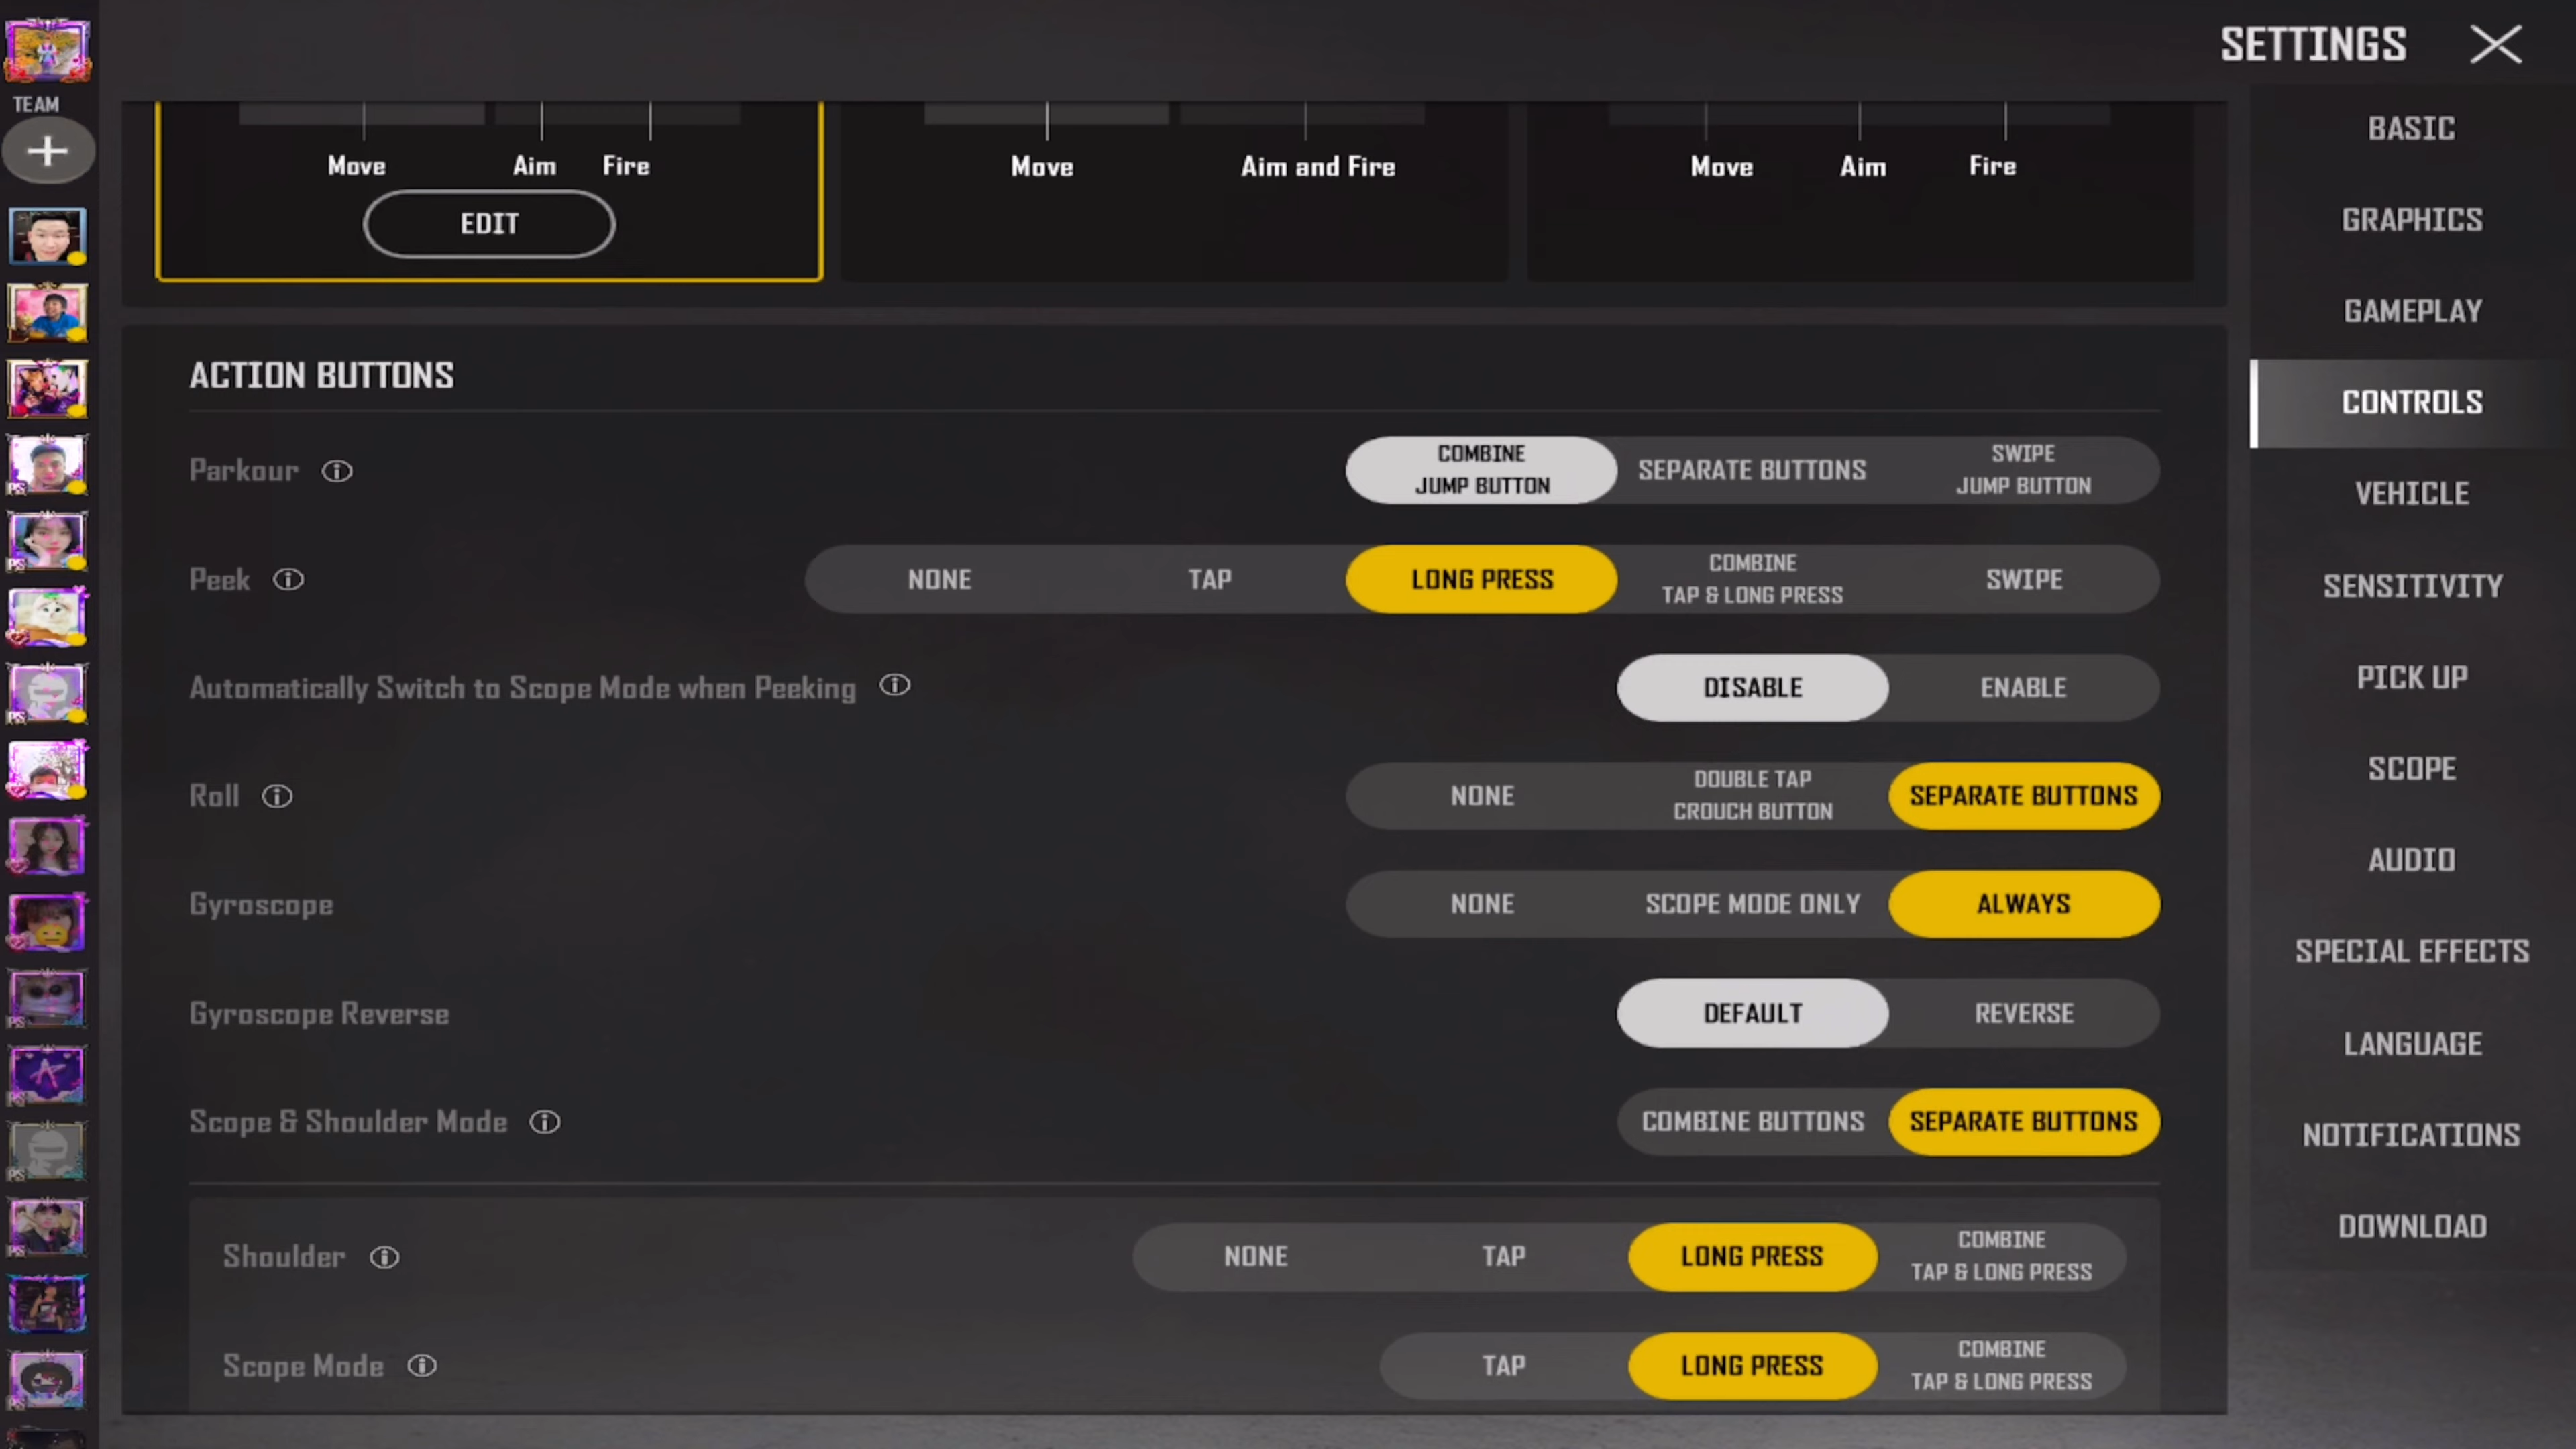 SETTINGS
TEAM
Move Aim Fire
EDIT
Move Aim and Fire
Move Aim Fire
ACTION BUTTONS
Parkour
COMBINE
JUMP BUTTON
SEPARATE BUTTONS
SWIPE
JUMP BUTTON
Peek
NONE
TAP
LONG PRESS
COMBINE
TAP & LONG PRESS
SWIPE
Automatically Switch to Scope Mode when Peeking
DISABLE
ENABLE
Roll
NONE
DOUBLE TAP
CROUCH BUTTON
SEPARATE BUTTONS
Gyroscope
NONE
SCOPE MODE ONLY
ALWAYS
Gyroscope Reverse
DEFAULT
REVERSE
Scope & Shoulder Mode
COMBINE BUTTONS
SEPARATE BUTTONS
Shoulder
NONE
TAP
LONG PRESS
COMBINE
TAP & LONG PRESS
Scope Mode
TAP
LONG PRESS
COMBINE
TAP & LONG PRESS
BASIC
GRAPHICS
GAMEPLAY
CONTROLS
VEHICLE
SENSITIVITY
PICK UP
SCOPE
AUDIO
SPECIAL EFFECTS
LANGUAGE
NOTIFICATIONS
DOWNLOAD